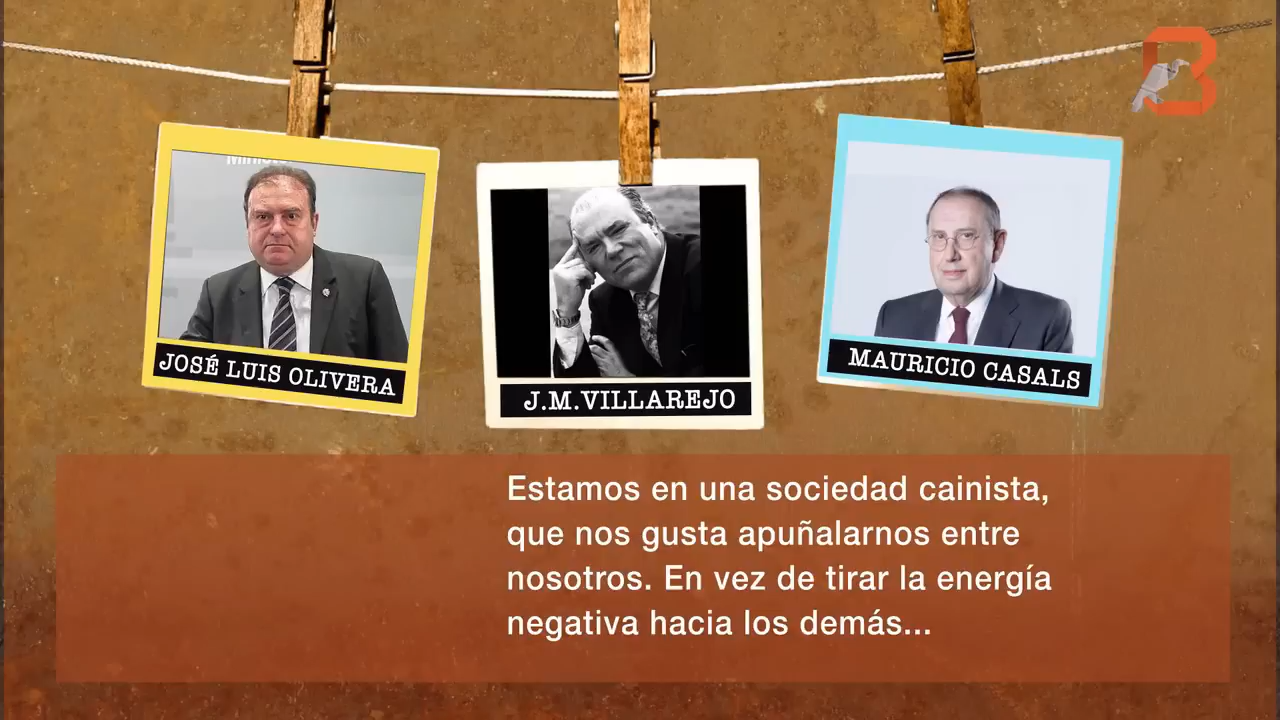 JOSÉ LUIS OLIVERA
J.M.VILLAREJO
MAURICIO CASALS
Estamos en una sociedad cainista,
que nos gusta apuñalarnos entre
nosotros. En vez de tirar la energía
negativa hacia los demás...